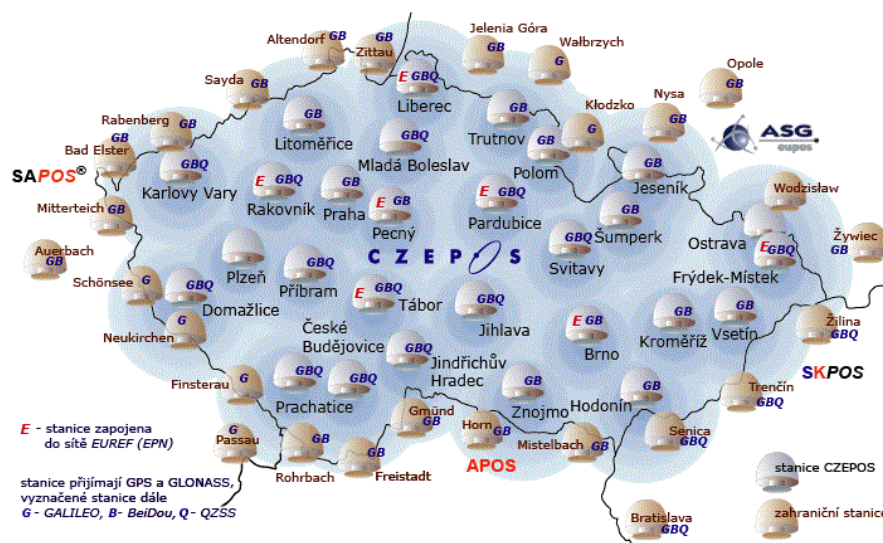 Altendorf
GB
Zittau
GB
Jelenia Góra
GB
Wałbrzych
G
Opole
GB
Sayda
GB
E GBQ
Liberec
Kłodzko
G
Nysa
GB
ASG
eupos
Rabenberg
GB
GB
Litoměřice
GB
Trutnov
Bad Elster
GB
GBQ
Mladá Boleslav
GB
Polom
GB
Jeseník
SAPOS®
GBQ
Karlovy Vary
E GBQ
Rakovník
GB
Praha
E GB
Pecný
E GBQ
Pardubice
GB
Šumperk
Wodzisław
Mitterteich
GB
Ostrava
Auerbach
GB
CZEPOS
GBQ
Svitavy
E GBQ
Frýdek-Místek
Żywiec
GB
Schönsee
G
Plzeň
GBQ
Domažlice
GBQ
Příbram
E GBQ
Tábor
GBQ
Jihlava
Neukirchen
G
České
Budějovice
E GB
Brno
GB
Kroměříž
GB
Vsetín
Žilina
GBQ
GBQ
Jindřichův
Hradec
SKPOS
Finsterau
G
GBQ
Prachatice
GBQ
GB
Znojmo
Hodonín
GB
Trenčín
GBQ
Gmünd
GB
Horn
GB
APOS
Mistelbach
GB
Senica
GBQ
E - stanice zapojena
do sítě EUREF (EPN)
G
Passau
GB
Rohrbach
GB
Freistadt
stanice CZEPOS
stanice přijímají GPS a GLONASS,
vyznačené stanice dále
G - GALILEO, B- BeiDou, Q- QZSS
Bratislava
GBQ
zahraniční stanice